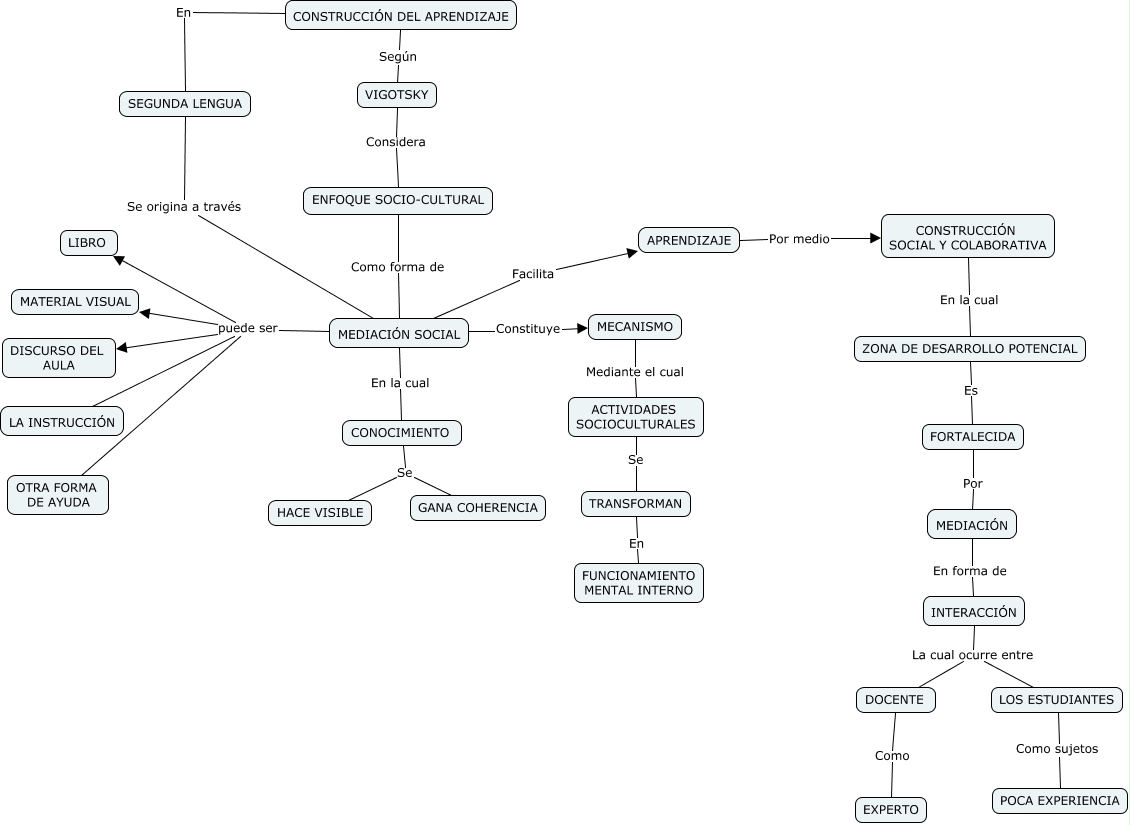 En
CONSTRUCCIÓN DEL APRENDIZAJE
Según
SEGUNDA LENGUA
VIGOTSKY
Considera
ENFOQUE SOCIO-CULTURAL
Se origina a través
Como forma de
MEDIACIÓN SOCIAL
puede ser
LIBRO
MATERIAL VISUAL
DISCURSO DEL
AULA
LA INSTRUCCIÓN
OTRA FORMA
DE AYUDA
En la cual
CONOCIMIENTO
Se
HACE VISIBLE
GANA COHERENCIA
Constituye
MECANISMO
Mediante el cual
ACTIVIDADES
SOCIOCULTURALES
Se
TRANSFORMAN
En
FUNCIONAMIENTO
MENTAL INTERNO
Facilita
APRENDIZAJE
Por medio
CONSTRUCCIÓN
SOCIAL Y COLABORATIVA
En la cual
ZONA DE DESARROLLO POTENCIAL
Es
FORTALECIDA
Por
MEDIACIÓN
En forma de
INTERACCIÓN
La cual ocurre entre
DOCENTE
LOS ESTUDIANTES
Como
Como sujetos
EXPERTO
POCA EXPERIENCIA